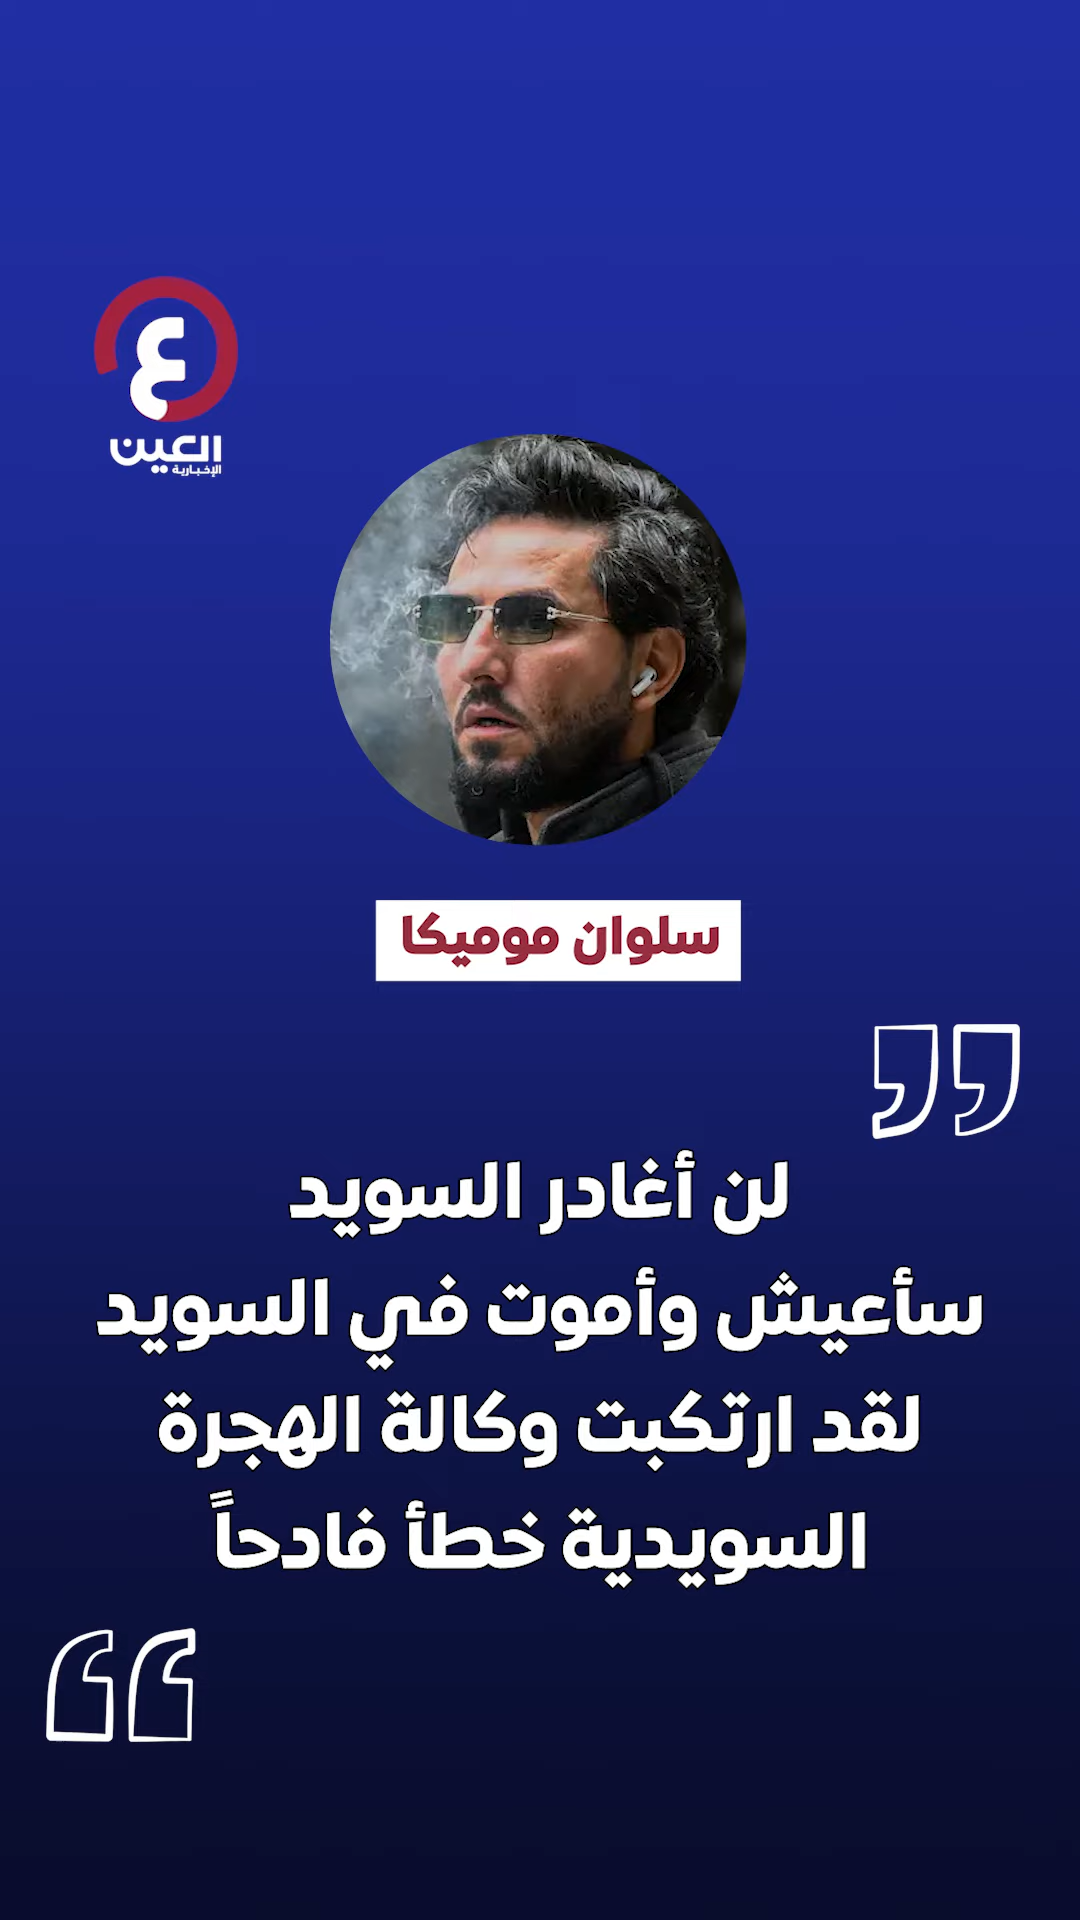 ع
العين
الإخبارية
سلوان موميكا
لن أغادر السويد
سأعيش وأموت في السويد
لقد ارتكبت وكالة الهجرة
السويدية خطأ فادحاً